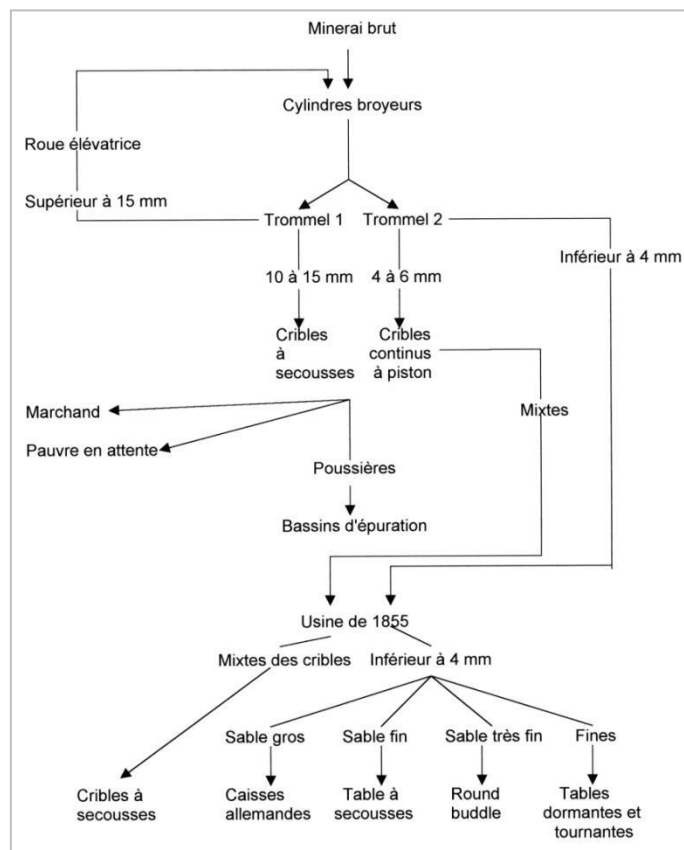 Minerai brut
Cylindres broyeurs
Roue élévatrice
Supérieur à 15 mm
Trommel 1
Trommel 2
Inférieur à 4 mm
10 à 15 mm
4 à 6 mm
Cribles
à
secousses
Cribles
continus
à piston
Marchand
Mixtes
Pauvre en attente
Poussières
Bassins d'épuration
Usine de 1855
Mixtes des cribles
Inférieur à 4 mm
Sable gros
Sable fin
Sable très fin
Fines
Cribles à
secousses
Caisses
allemandes
Table à
secousses
Round
buddle
Tables
dormantes et
tournantes